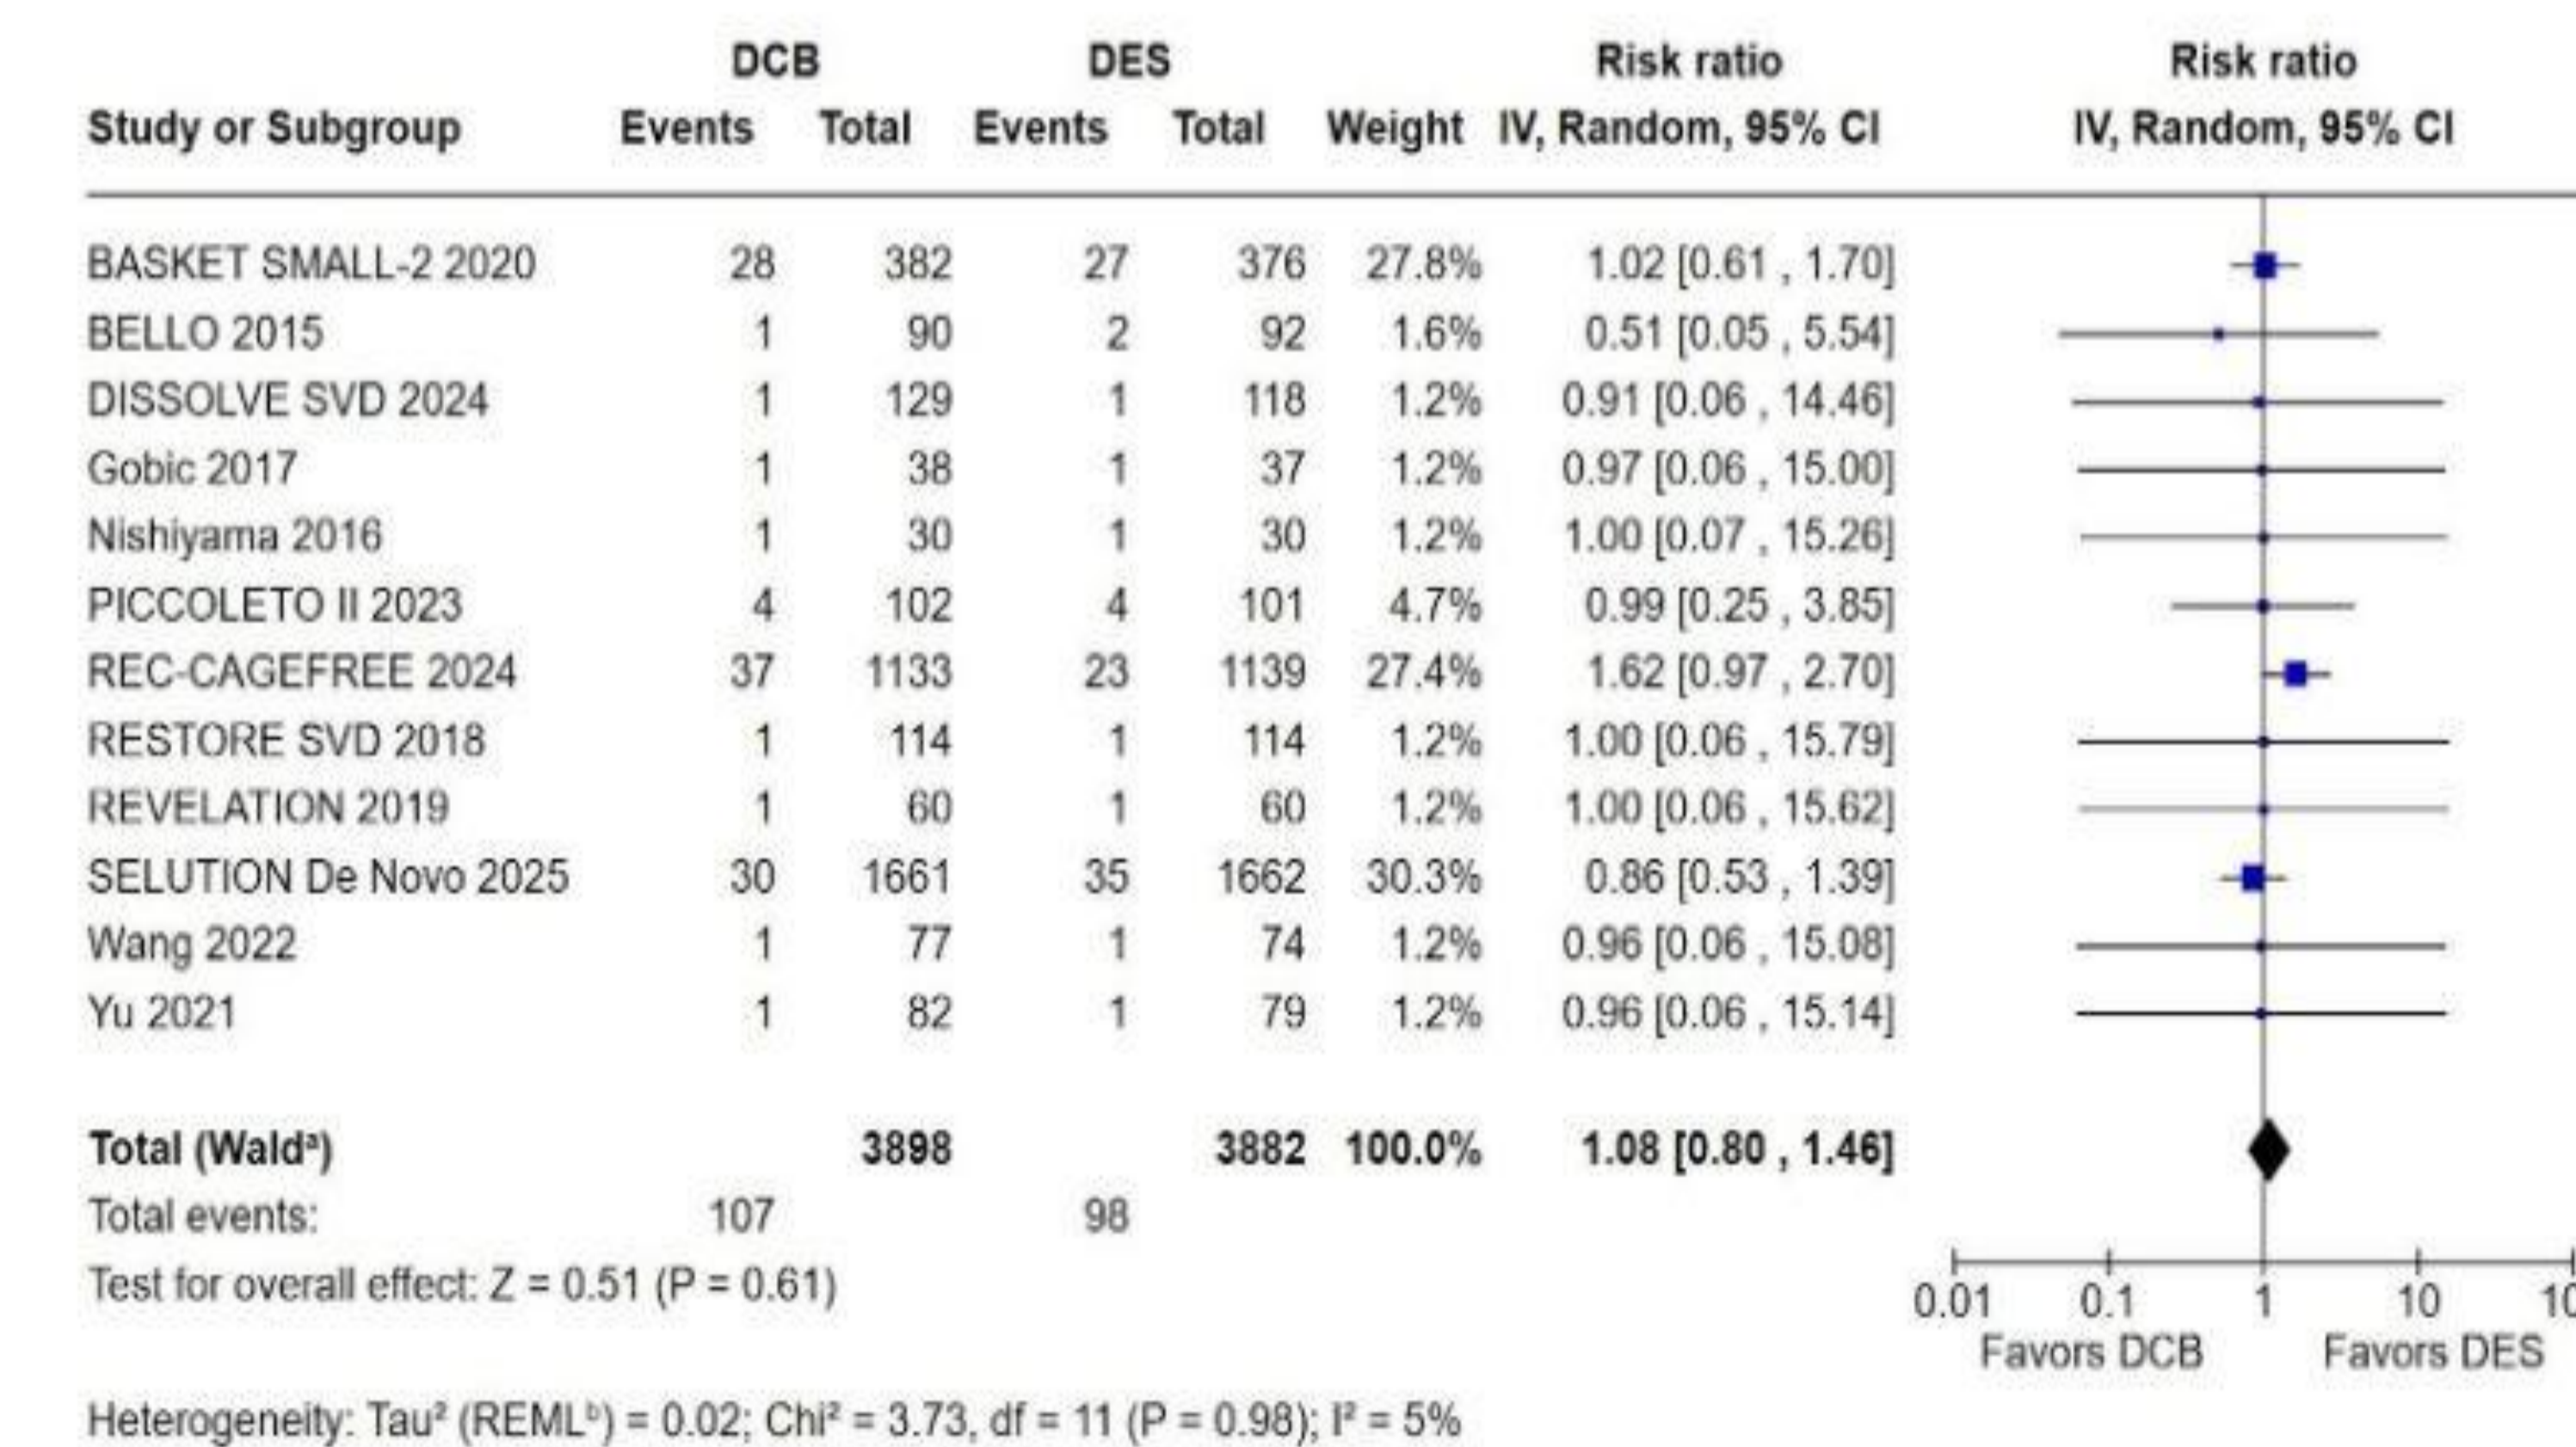 DCB DES Risk ratio Risk ratio
Study or Subgroup Events Total Events Total Weight IV, Random, 95% CI IV, Random, 95% CI
BASKET SMALL-2 2020 28 382 27 376 27.8% 1.02 [0.61 , 1.70]
BELLO 2015 1 90 2 92 1.6% 0.51 [0.05 , 5.54]
DISSOLVE SVD 2024 1 129 1 118 1.2% 0.91 [0.06 , 14.46]
Gobic 2017 1 38 1 37 1.2% 0.97 [0.06 , 15.00]
Nishiyama 2016 1 30 1 30 1.2% 1.00 [0.07 , 15.26]
PICCOLETO II 2023 4 102 4 101 4.7% 0.99 [0.25 , 3.85]
REC-CAGEFREE 2024 37 1133 23 1139 27.4% 1.62 [0.97 , 2.70]
RESTORE SVD 2018 1 114 1 114 1.2% 1.00 [0.06 , 15.79]
REVELATION 2019 1 60 1 60 1.2% 1.00 [0.06 , 15.62]
SELUTION De Novo 2025 30 1661 35 1662 30.3% 0.86 [0.53 , 1.39]
Wang 2022 1 77 1 74 1.2% 0.96 [0.06 , 15.08]
Yu 2021 1 82 1 79 1.2% 0.96 [0.06 , 15.14]
Total (Waldᵃ) 3898 3882 100.0% 1.08 [0.80 , 1.46]
Total events: 107 98
Test for overall effect: Z = 0.51 (P = 0.61)
0.01 0.1 1 10
Favors DCB Favors DES
Heterogeneity: Tau² (REMLᵇ) = 0.02; Chi² = 3.73, df = 11 (P = 0.98); I² = 5%